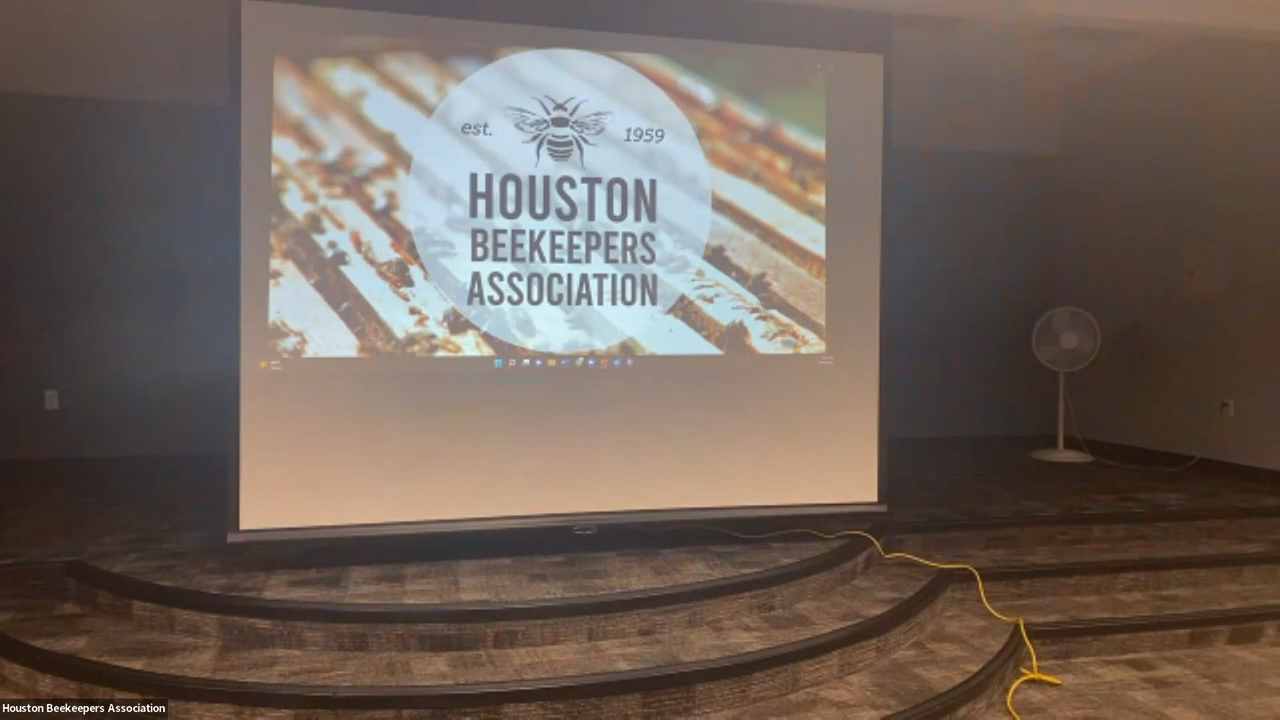 est. 1959
HOUSTON
BEEKEEPERS
ASSOCIATION
Houston Beekeepers Association